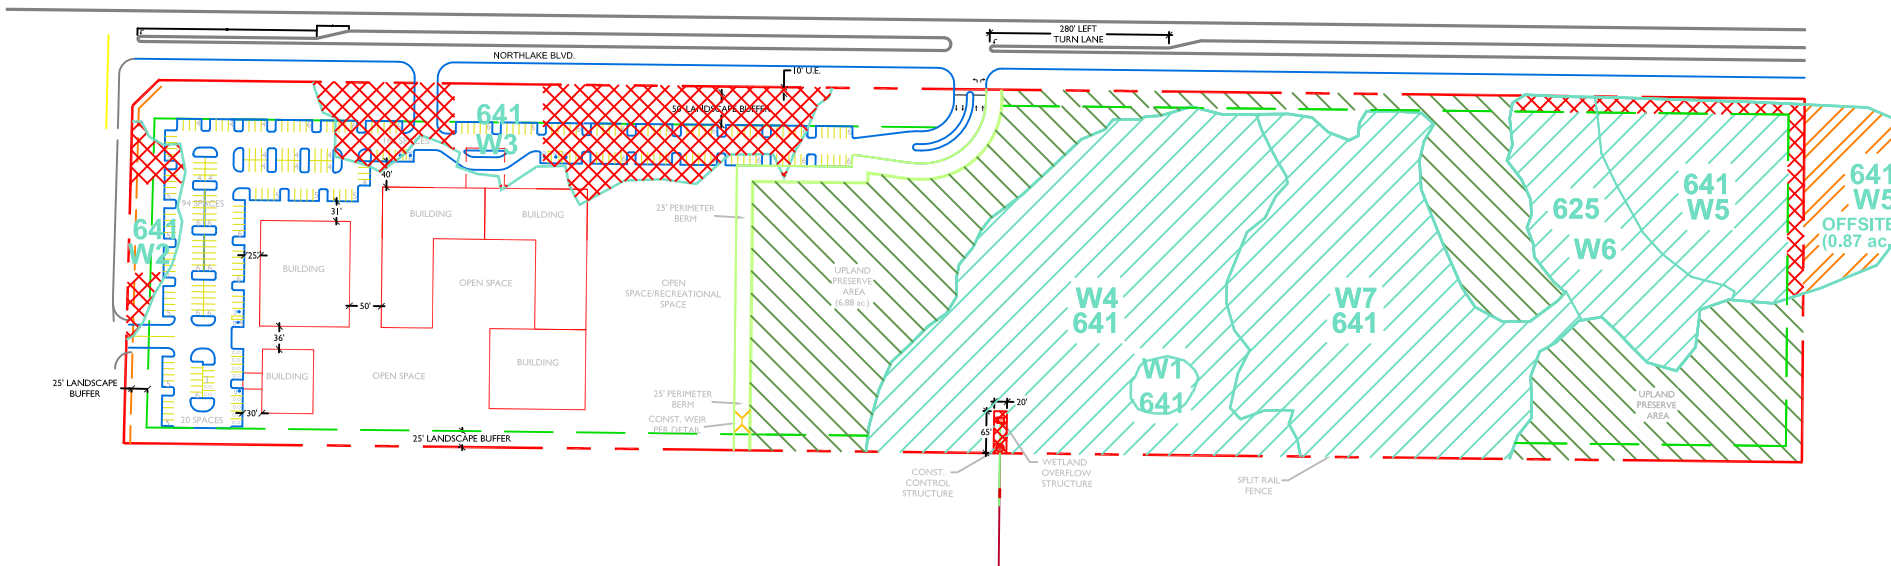 280' LEFT
TURN LANE
NORTHLAKE BLVD.
10' U.E.
50' LANDSCAPE BUFFER
641
W3
40'
31'
94 SPACES
641
W2
25'
50'
36'
30'
20 SPACES
25' LANDSCAPE
BUFFER
25' LANDSCAPE BUFFER
BUILDING
BUILDING
BUILDING
BUILDING
BUILDING
OPEN SPACE
OPEN SPACE
OPEN
SPACE/RECREATIONAL
SPACE
25' PERIMETER
BERM
25' PERIMETER
BERM
CONST. WEIR
PER DETAIL
UPLAND
PRESERVE
AREA
(6.88 ac.)
W4
641
W7
641
W1
641
625
W6
641
W5
641
W5
OFFSITE
(0.87 ac.
UPLAND
PRESERVE
AREA
20'
65'
CONST.
CONTROL
STRUCTURE
WETLAND
OVERFLOW
STRUCTURE
SPLIT RAIL
FENCE